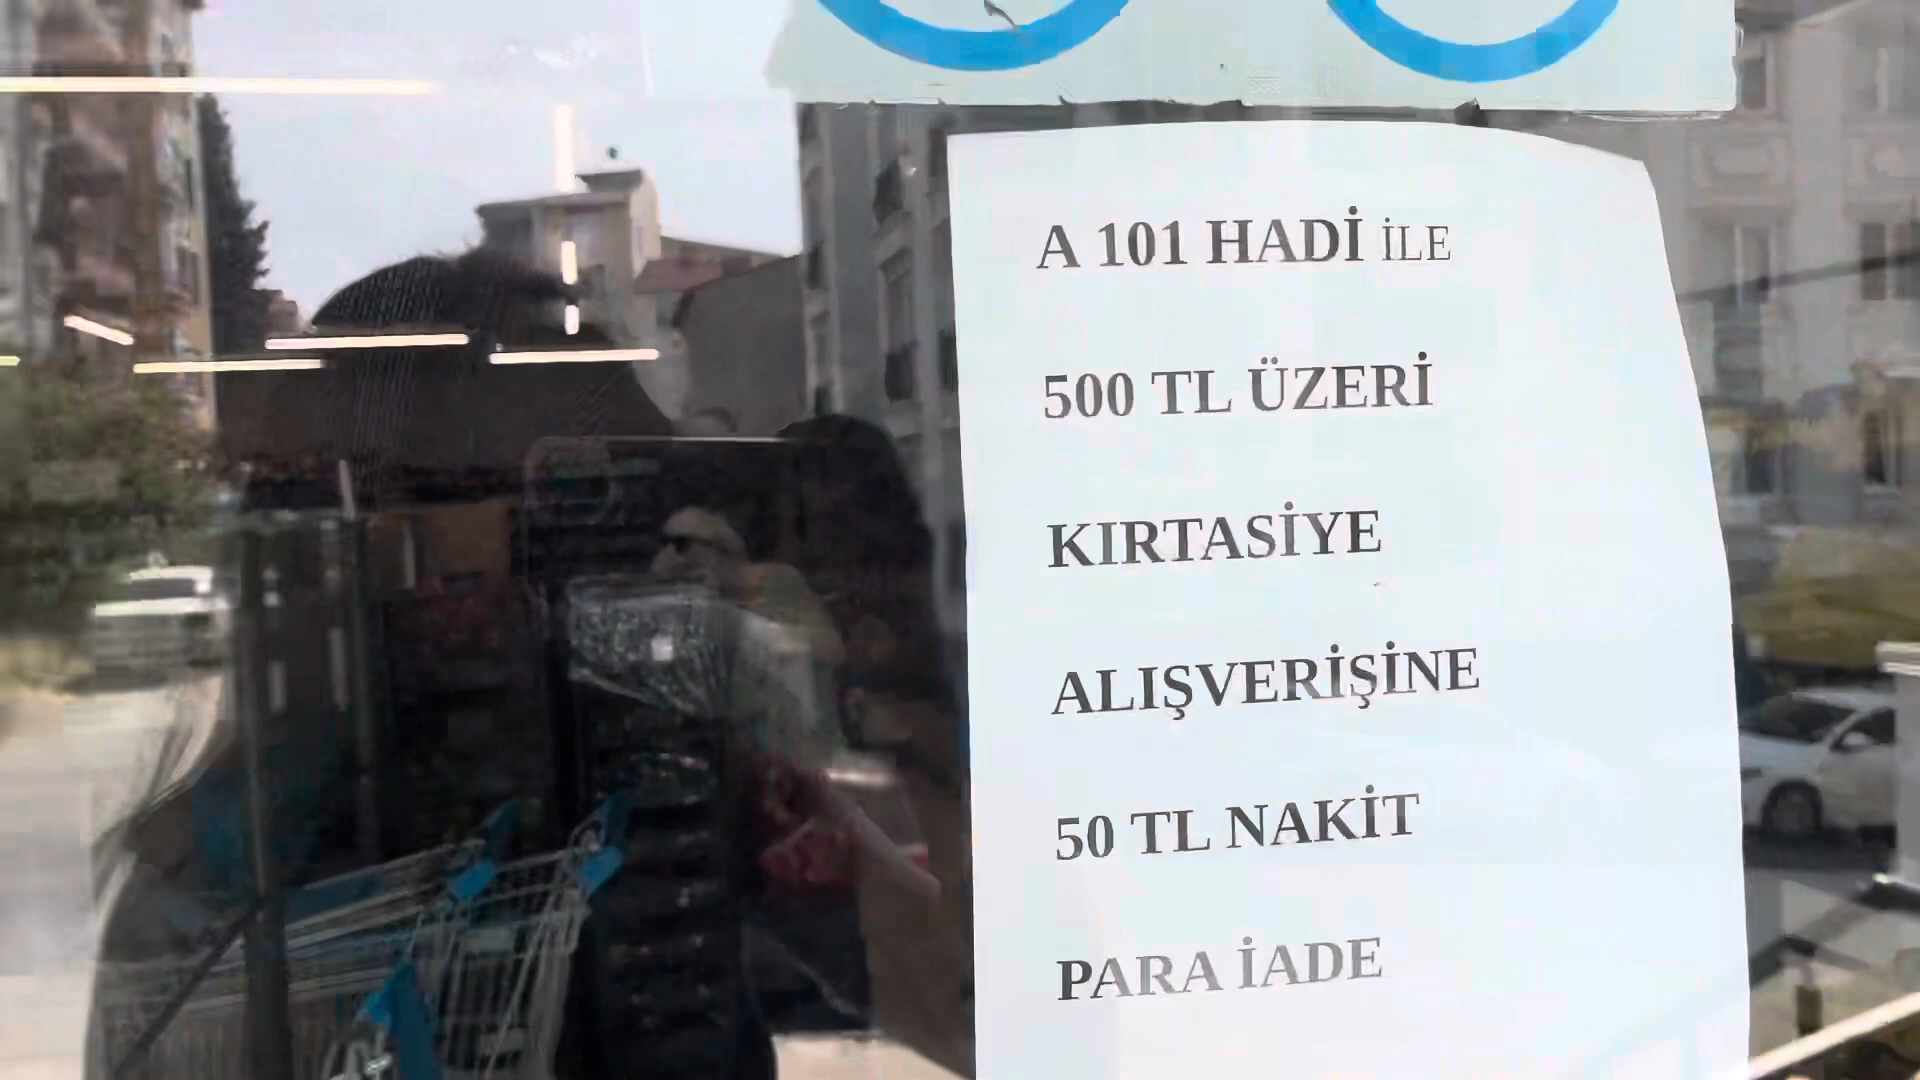 A 101 HADİ İLE
500 TL ÜZERİ
KIRTASİYE
ALIŞVERİŞİNE
50 TL NAKİT
PARA İADE